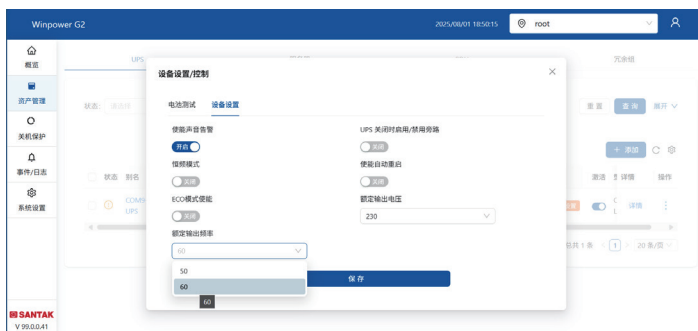 Winpower G2
2025/08/01 18:50:15
root
概览
资产管理
关机保护
事件/日志
系统设置
SANTAK
V 99.0.0.41
UPS
冗余组
状态:
重置
查询
展开
+ 添加
状态 别名
激活
详情
操作
COM9
UPS
详情
共 1 条
1
20 条/页
设备设置/控制
电池测试
设备设置
使能声音告警
开启
UPS 关闭时启用/禁用旁路
关闭
恒频模式
关闭
使能自动重启
关闭
ECO模式使能
关闭
额定输出电压
230
额定输出频率
60
50
60
60
保存